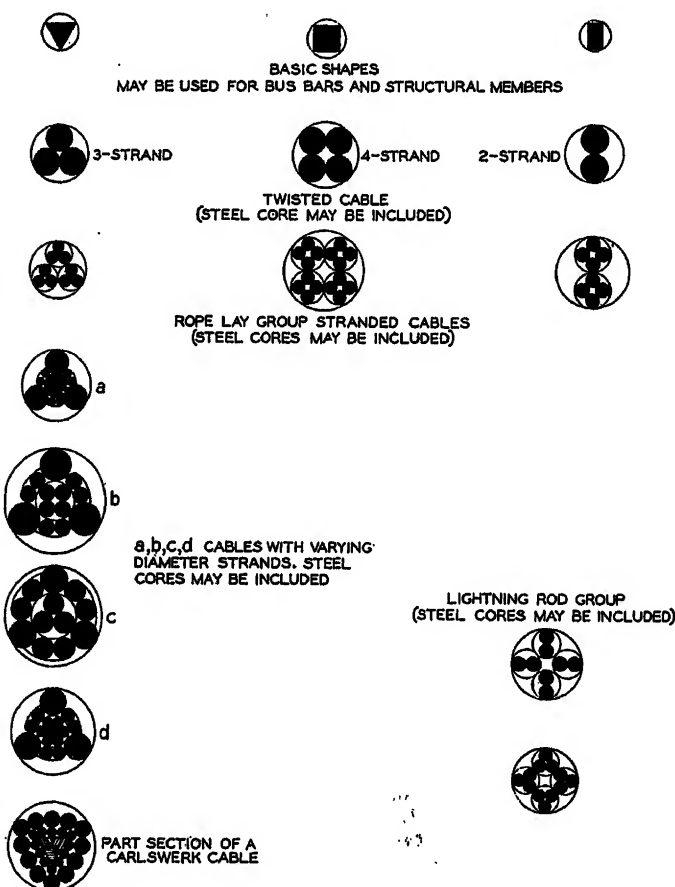 BASIC SHAPES
MAY BE USED FOR BUS BARS AND STRUCTURAL MEMBERS
3-STRAND
4-STRAND
2-STRAND
TWISTED CABLE
(STEEL CORE MAY BE INCLUDED)
ROPE LAY GROUP STRANDED CABLES
(STEEL CORES MAY BE INCLUDED)
a
b
a,b,c,d CABLES WITH VARYING
DIAMETER STRANDS. STEEL
CORES MAY BE INCLUDED
c
LIGHTNING ROD GROUP
(STEEL CORES MAY BE INCLUDED)
d
PART SECTION OF A
CARLSWERK CABLE